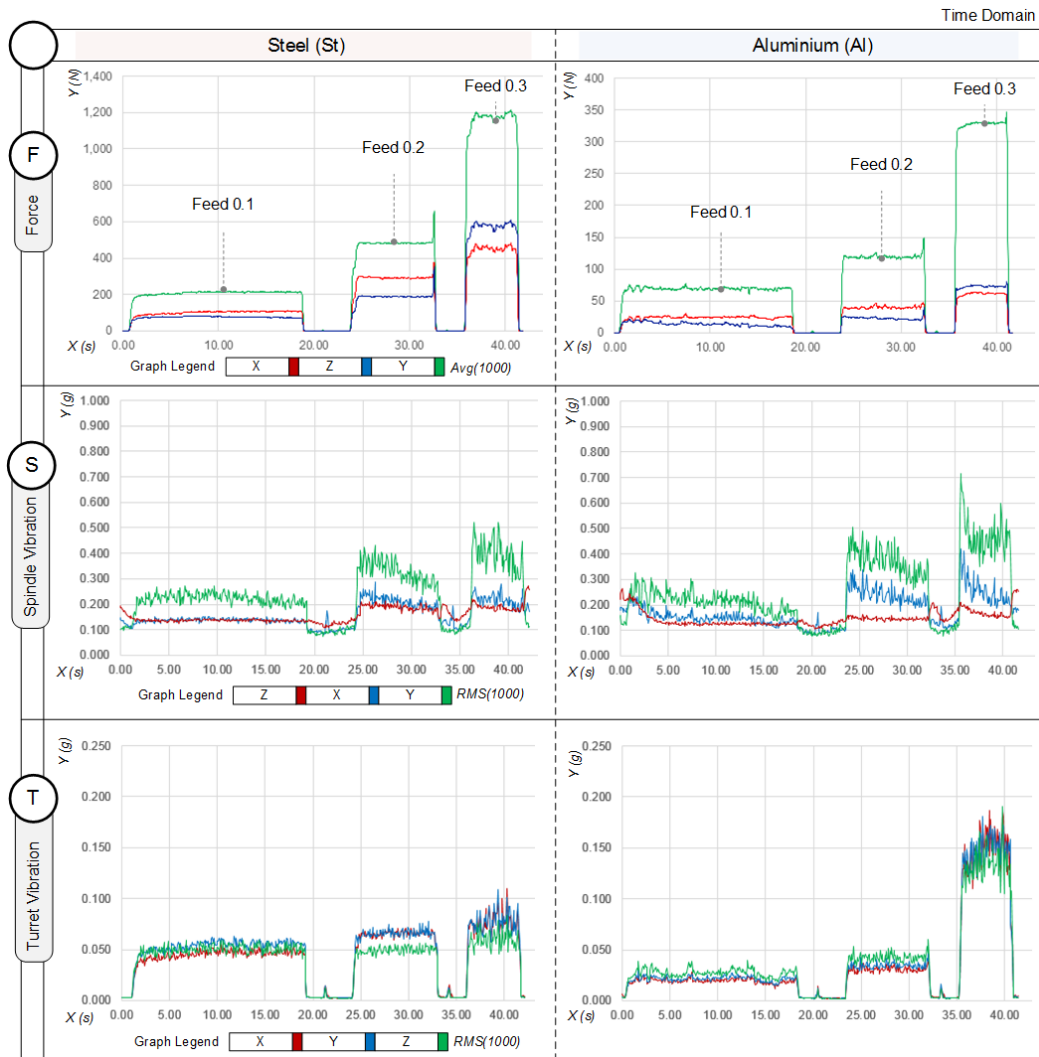 Time Domain
Steel (St)
Aluminium (Al)
F
Force
Y (N)
1,400
1,200
1,000
800
600
400
200
0
Feed 0.1
Feed 0.2
Feed 0.3
X (s)
0.00 10.00 20.00 30.00 40.00
Y (N)
400
350
300
250
200
150
100
50
0
Feed 0.1
Feed 0.2
Feed 0.3
X (s)
0.00 10.00 20.00 30.00 40.00
Graph Legend X Z Y Avg(1000)
S
Spindle Vibration
Y (g)
1.000
0.900
0.800
0.700
0.600
0.500
0.400
0.300
0.200
0.100
0.000
X (s)
0.00 5.00 10.00 15.00 20.00 25.00 30.00 35.00 40.00
Y (g)
1.000
0.900
0.800
0.700
0.600
0.500
0.400
0.300
0.200
0.100
0.000
X (s)
0.00 5.00 10.00 15.00 20.00 25.00 30.00 35.00 40.00
Graph Legend Z X Y RMS(1000)
T
Turret Vibration
Y (g)
0.250
0.200
0.150
0.100
0.050
0.000
X (s)
0.00 5.00 10.00 15.00 20.00 25.00 30.00 35.00 40.00
Y (g)
0.250
0.200
0.150
0.100
0.050
0.000
X (s)
0.00 5.00 10.00 15.00 20.00 25.00 30.00 35.00 40.00
Graph Legend X Y Z RMS(1000)